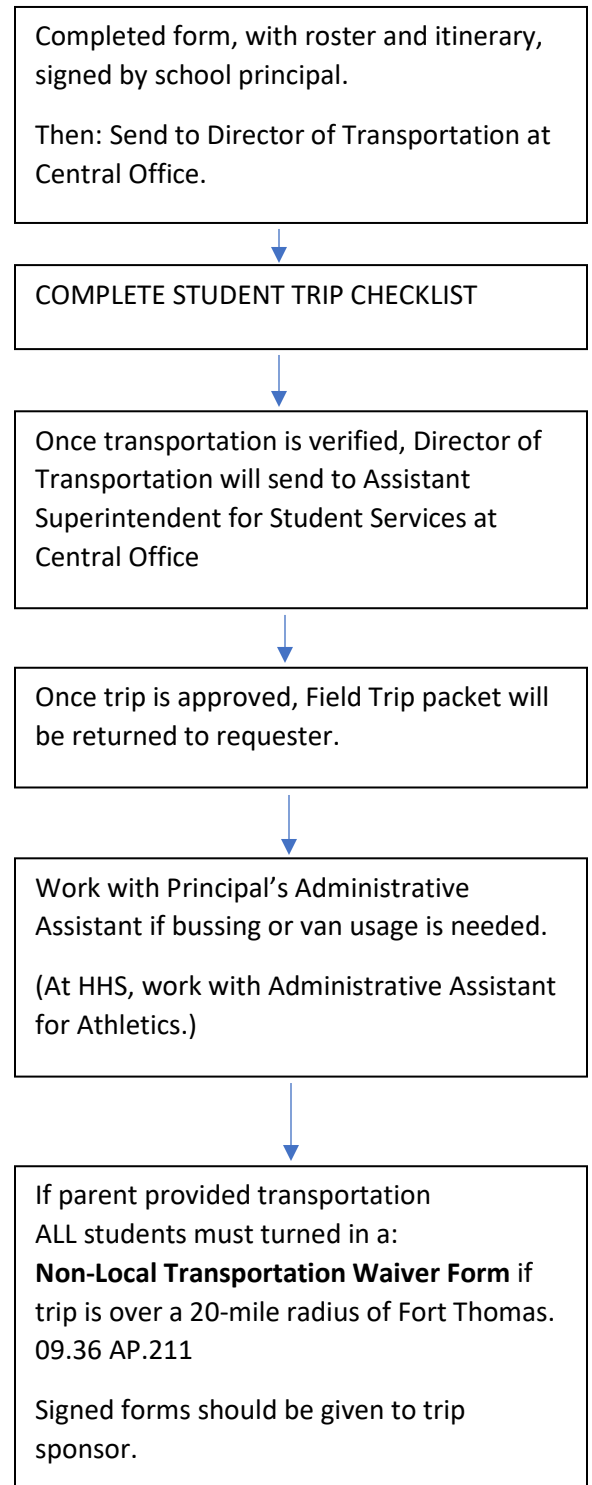 Completed form, with roster and itinerary,
signed by school principal.
Then: Send to Director of Transportation at
Central Office.
COMPLETE STUDENT TRIP CHECKLIST
Once transportation is verified, Director of
Transportation will send to Assistant
Superintendent for Student Services at
Central Office
Once trip is approved, Field Trip packet will
be returned to requester.
Work with Principal’s Administrative
Assistant if bussing or van usage is needed.
(At HHS, work with Administrative Assistant
for Athletics.)
If parent provided transportation
ALL students must turned in a:
Non-Local Transportation Waiver Form if
trip is over a 20-mile radius of Fort Thomas.
09.36 AP.211
Signed forms should be given to trip
sponsor.